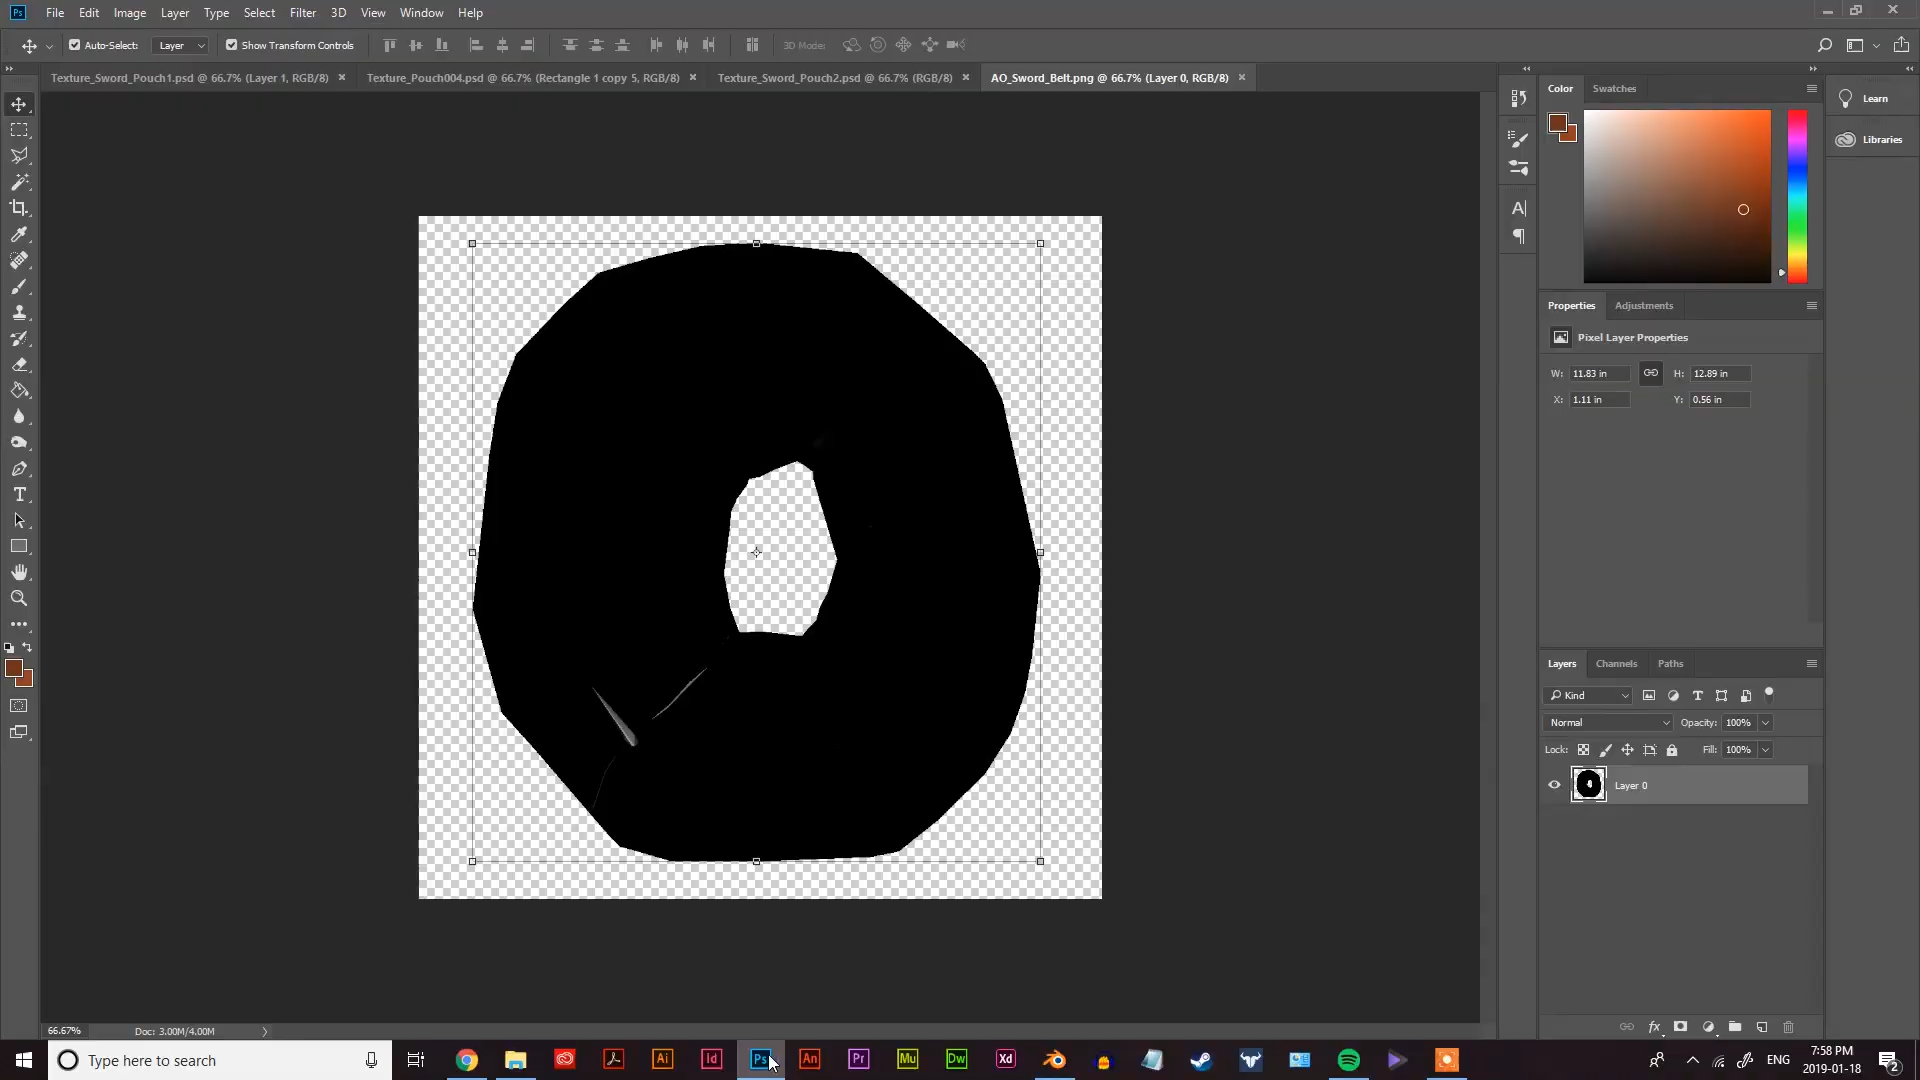 Ps File Edit Image Layer Type Select Filter 3D View Window Help
Auto-Select: Layer Show Transform Controls 3D Mode:
Texture_Sword_Pouch1.psd @ 66.7% (Layer 1, RGB/8) Texture_Pouch004.psd @ 66.7% (Rectangle 1 copy 5, RGB/8) Texture_Sword_Pouch2.psd @ 66.7% (RGB/8) AO_Sword_Belt.png @ 66.7% (Layer 0, RGB/8)
Color Swatches
Learn
Libraries
Properties Adjustments
Pixel Layer Properties
W: 11.83 in H: 12.89 in
X: 1.11 in Y: 0.56 in
Layers Channels Paths
Kind
Normal Opacity: 100%
Lock: Fill: 100%
Layer 0
66.67% Doc: 3.00M/4.00M
Type here to search
Ai Id Ps An Pr Mu Dw Xd
ENG
7:58 PM
2019-01-18
2